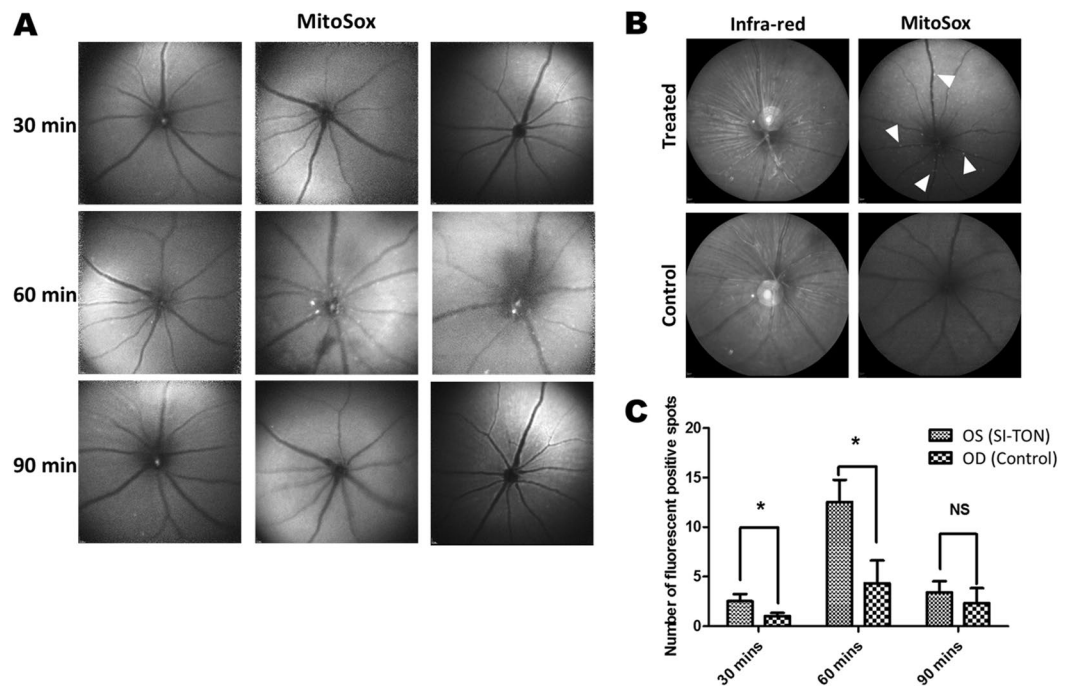 A
MitoSox
30 min
60 min
90 min
B
Infra-red
MitoSox
Treated
Control
C
Number of fluorescent positive spots
20
15
10
5
0
*
*
NS
OS (SI-TON)
OD (Control)
30 mins
60 mins
90 mins